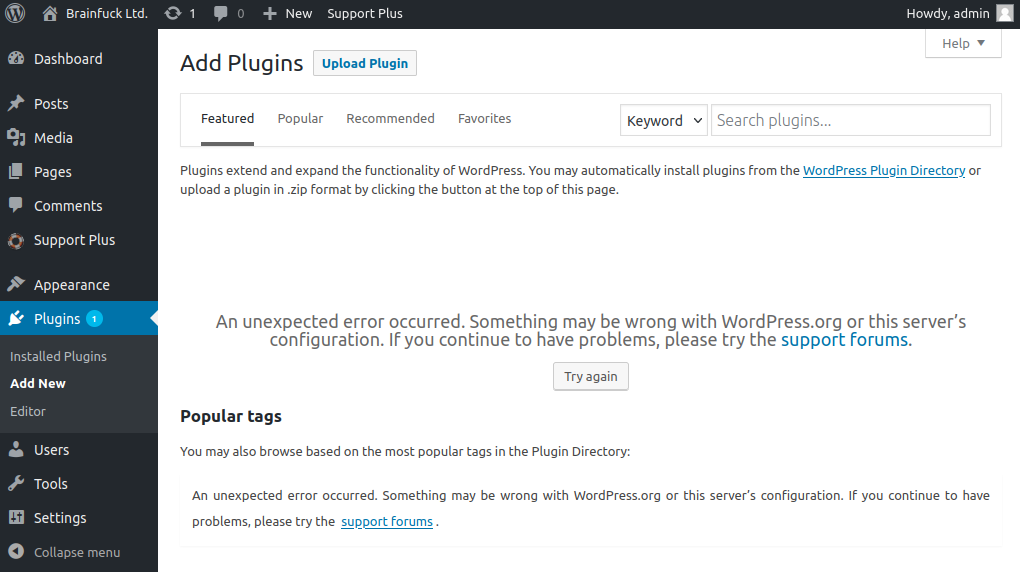 Brainfuck Ltd. 1 0 New Support Plus Howdy, admin
Help
Dashboard
Posts
Media
Pages
Comments
Support Plus
Appearance
Plugins 1
Installed Plugins
Add New
Editor
Users
Tools
Settings
Collapse menu
Add Plugins Upload Plugin
Featured Popular Recommended Favorites Keyword Search plugins...
Plugins extend and expand the functionality of WordPress. You may automatically install plugins from the WordPress Plugin Directory or
upload a plugin in .zip format by clicking the button at the top of this page.
An unexpected error occurred. Something may be wrong with WordPress.org or this server’s
configuration. If you continue to have problems, please try the support forums.
Try again
Popular tags
You may also browse based on the most popular tags in the Plugin Directory:
An unexpected error occurred. Something may be wrong with WordPress.org or this server’s configuration. If you continue to have
problems, please try the support forums .